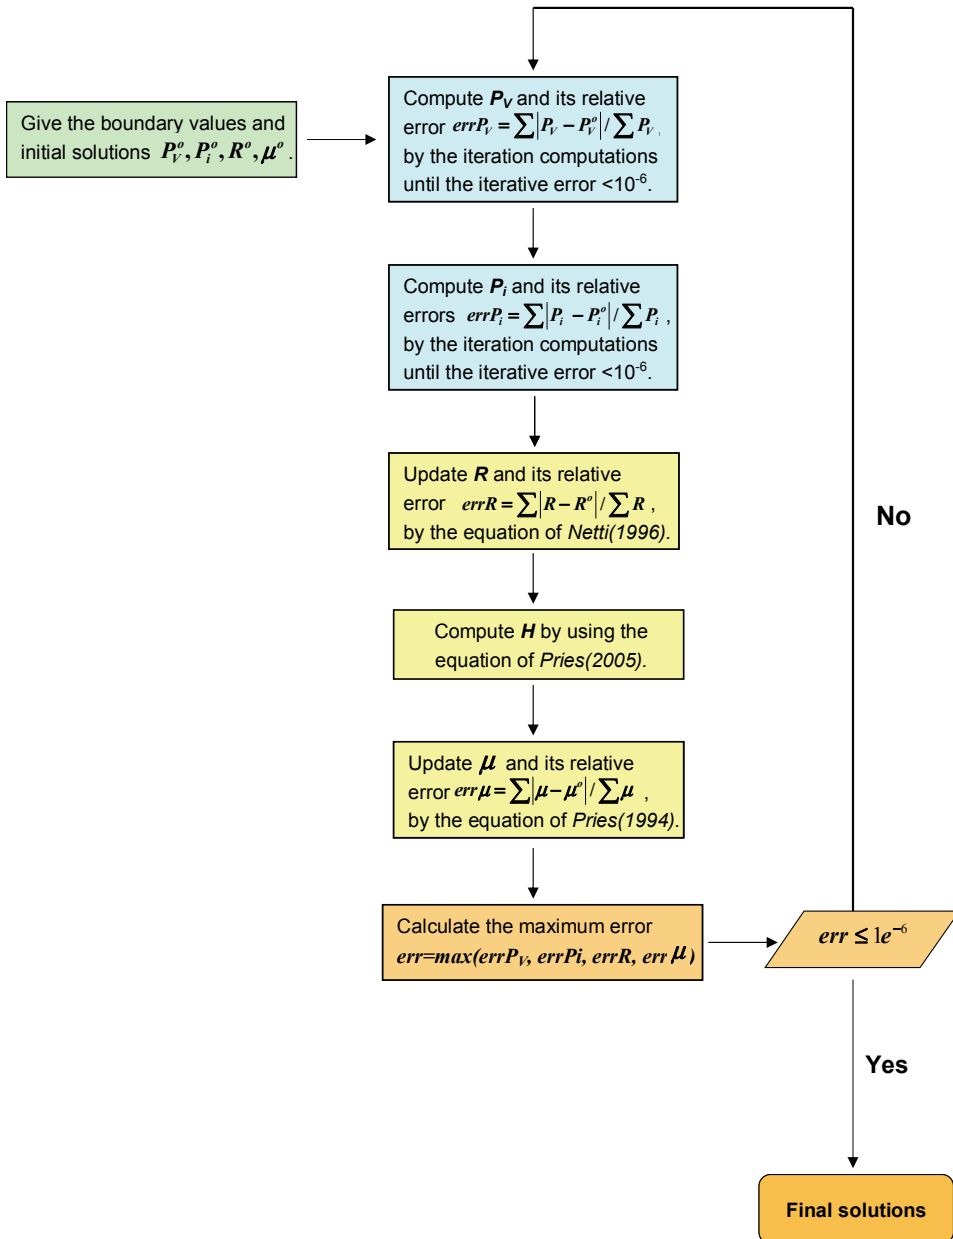 Give the boundary values and
initial solutions P_V^o, P_i^o, R^o, μ^o.
Compute P_V and its relative
error errP_V = ∑|P_V − P_V^o| / ∑P_V,
by the iteration computations
until the iterative error <10^-6.
Compute P_i and its relative
errors errP_i = ∑|P_i − P_i^o| / ∑P_i,
by the iteration computations
until the iterative error <10^-6.
Update R and its relative
error errR = ∑|R − R^o| / ∑R,
by the equation of Netti(1996).
No
Compute H by using the
equation of Pries(2005).
Update μ and its relative
error errμ = ∑|μ − μ^o| / ∑μ,
by the equation of Pries(1994).
Calculate the maximum error
err=max(errP_V, errPi, errR, errμ)
err ≤ 1e^-6
Yes
Final solutions